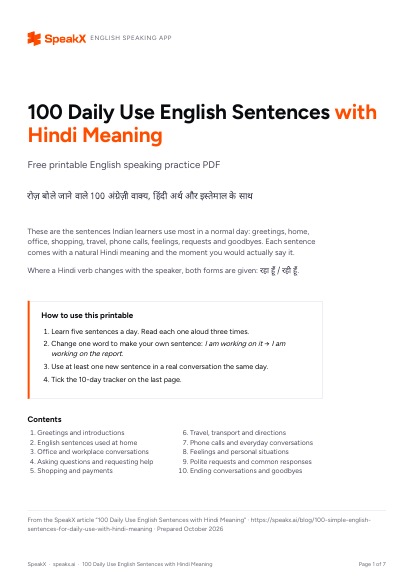 SpeakX ENGLISH SPEAKING APP
100 Daily Use English Sentences with
Hindi Meaning
Free printable English speaking practice PDF
रोज़ बोले जाने वाले 100 अंग्रेज़ी वाक्य, हिंदी अर्थ और इस्तेमाल के साथ
These are the sentences Indian learners use most in a normal day: greetings, home,
office, shopping, travel, phone calls, feelings, requests and goodbyes. Each sentence
comes with a natural Hindi meaning and the moment you would actually say it.
Where a Hindi verb changes with the speaker, both forms are given: रहा हूँ / रही हूँ.
How to use this printable
1. Learn five sentences a day. Read each one aloud three times.
2. Change one word to make your own sentence: I am working on it → I am
working on the report.
3. Use at least one new sentence in a real conversation the same day.
4. Tick the 10-day tracker on the last page.
Contents
1. Greetings and introductions
2. English sentences used at home
3. Office and workplace conversations
4. Asking questions and requesting help
5. Shopping and payments
6. Travel, transport and directions
7. Phone calls and everyday conversations
8. Feelings and personal situations
9. Polite requests and common responses
10. Ending conversations and goodbyes
From the SpeakX article "100 Daily Use English Sentences with Hindi Meaning" · https://speakx.ai/blog/100-simple-english-
sentences-for-daily-use-with-hindi-meaning · Prepared October 2026
SpeakX · speakx.ai · 100 Daily Use English Sentences with Hindi Meaning
Page 1 of 7